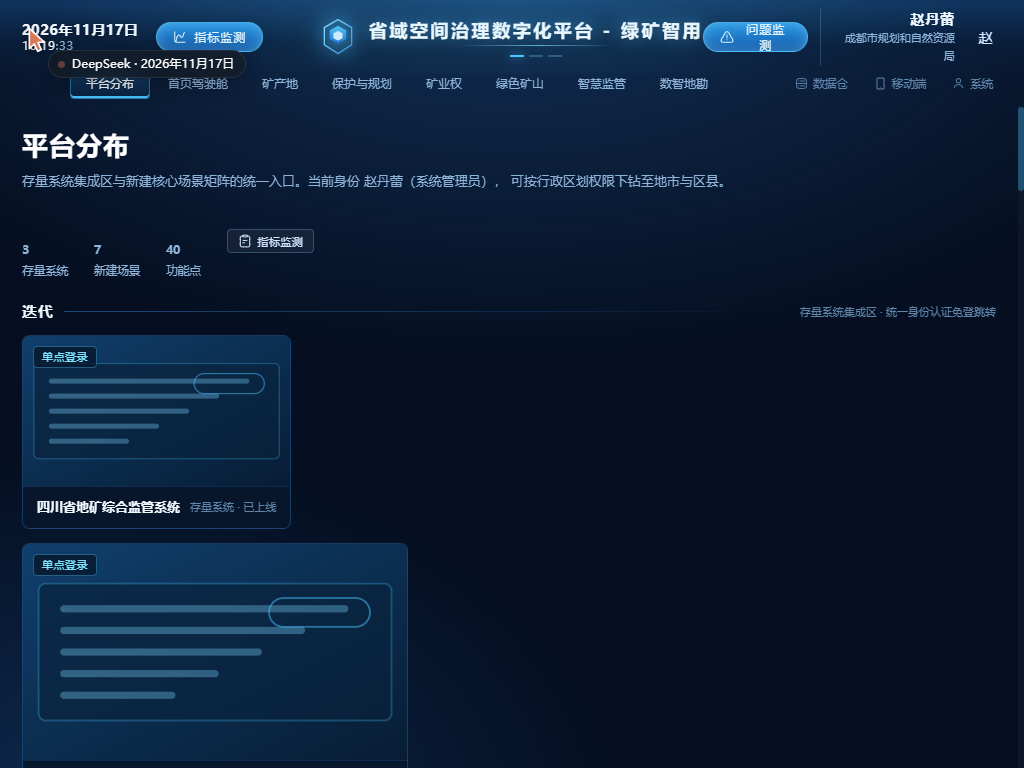 2026年11月17日
指标监测
省域空间治理数字化平台 - 绿矿智用
问题监测
赵丹蕾
成都市规划和自然资源局
赵
DeepSeek · 2026年11月17日
平台分布
首页驾驶舱
矿产地
保护与规划
矿业权
绿色矿山
智慧监管
数智地勘
数据仓
移动端
系统
平台分布
存量系统集成区与新建核心场景矩阵的统一入口。当前身份 赵丹蕾（系统管理员）， 可按行政区划权限下钻至地市与区县。
3
存量系统
7
新建场景
40
功能点
指标监测
迭代
存量系统集成区 · 统一身份认证免登跳转
单点登录
四川省地矿综合监管系统
存量系统 · 已上线
单点登录